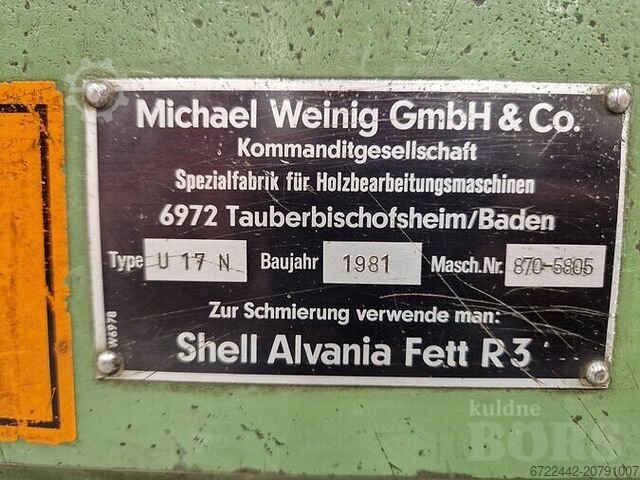 Michael Weinig GmbH & Co.
Kommanditgesellschaft
Spezialfabrik für Holzbearbeitungsmaschinen
6972 Tauberbischofsheim/Baden
Type U 17 N Baujahr 1981 Masch.Nr. 870-5805
Zur Schmierung verwende man:
Shell Alvania Fett R3
W6978
kuldne
BÖRS
6722442-20791007